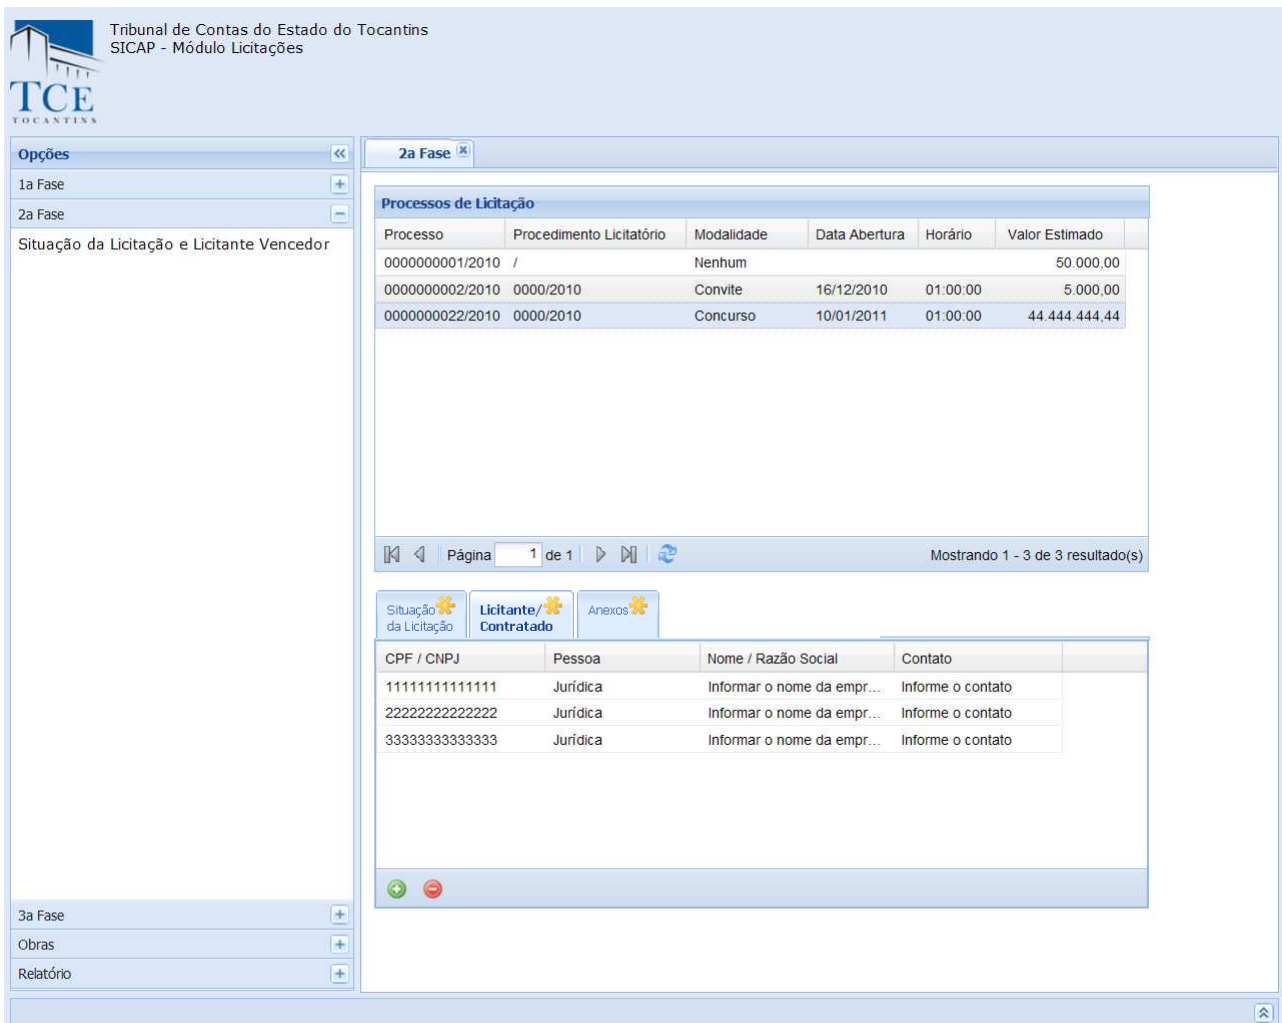 Tribunal de Contas do Estado do Tocantins
SICAP - Módulo Licitações
TCE
TOCANTINS
Opções
1a Fase
2a Fase
Situação da Licitação e Licitante Vencedor
3a Fase
Obras
Relatório
2a Fase
Processos de Licitação
Processo Procedimento Licitatório Modalidade Data Abertura Horário Valor Estimado
0000000001/2010 / Nenhum 50.000,00
0000000002/2010 0000/2010 Convite 16/12/2010 01:00:00 5.000,00
0000000022/2010 0000/2010 Concurso 10/01/2011 01:00:00 44.444.444,44
Página 1 de 1 Mostrando 1 - 3 de 3 resultado(s)
Situação da Licitação
Licitante/ Contratado
Anexos
CPF / CNPJ Pessoa Nome / Razão Social Contato
11111111111111 Jurídica Informar o nome da empr... Informe o contato
22222222222222 Jurídica Informar o nome da empr... Informe o contato
33333333333333 Jurídica Informar o nome da empr... Informe o contato